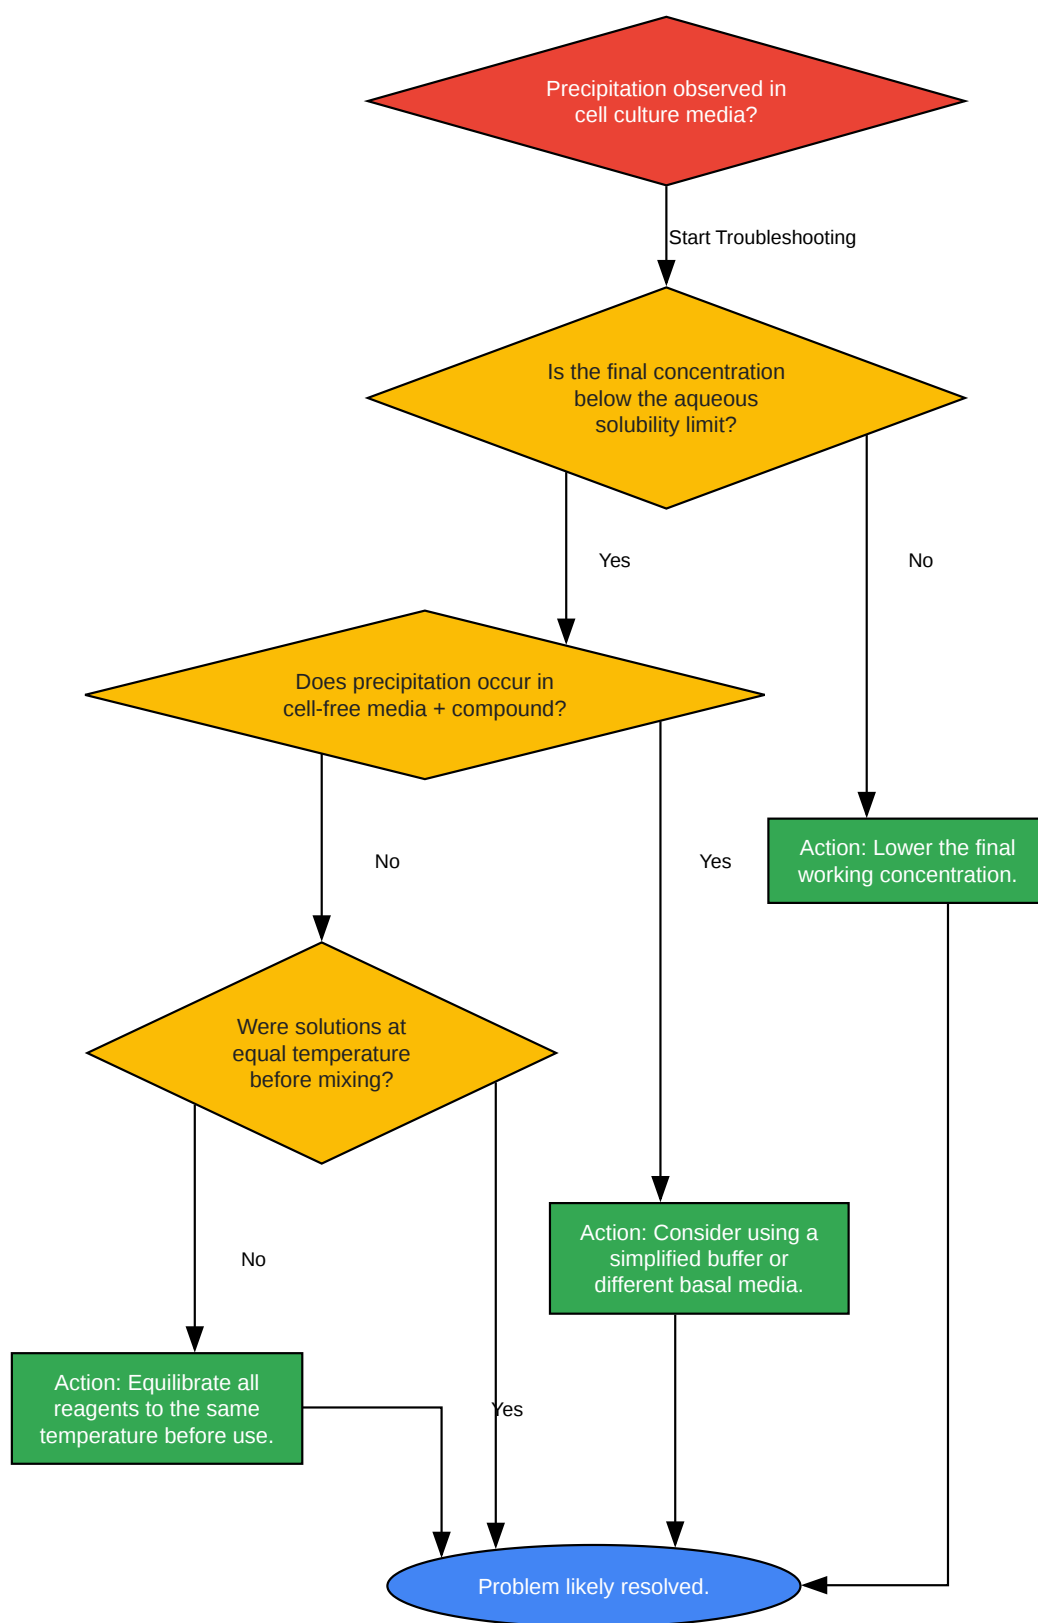 Precipitation observed in
cell culture media?
Start Troubleshooting
Is the final concentration
below the aqueous
solubility limit?
Yes
No
Does precipitation occur in
cell-free media + compound?
No
Yes
Action: Lower the final
working concentration.
Were solutions at
equal temperature
before mixing?
No
Action: Consider using a
simplified buffer or
different basal media.
Action: Equilibrate all
reagents to the same
temperature before use.
Yes
Problem likely resolved.